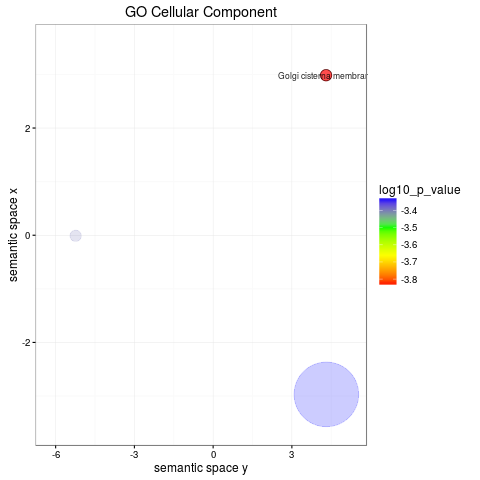 GO Cellular Component
Golgi cisterna membran
2
0
-2
-6
-3
0
3
semantic space x
semantic space y
log10_p_value
-3.4
-3.5
-3.6
-3.7
-3.8